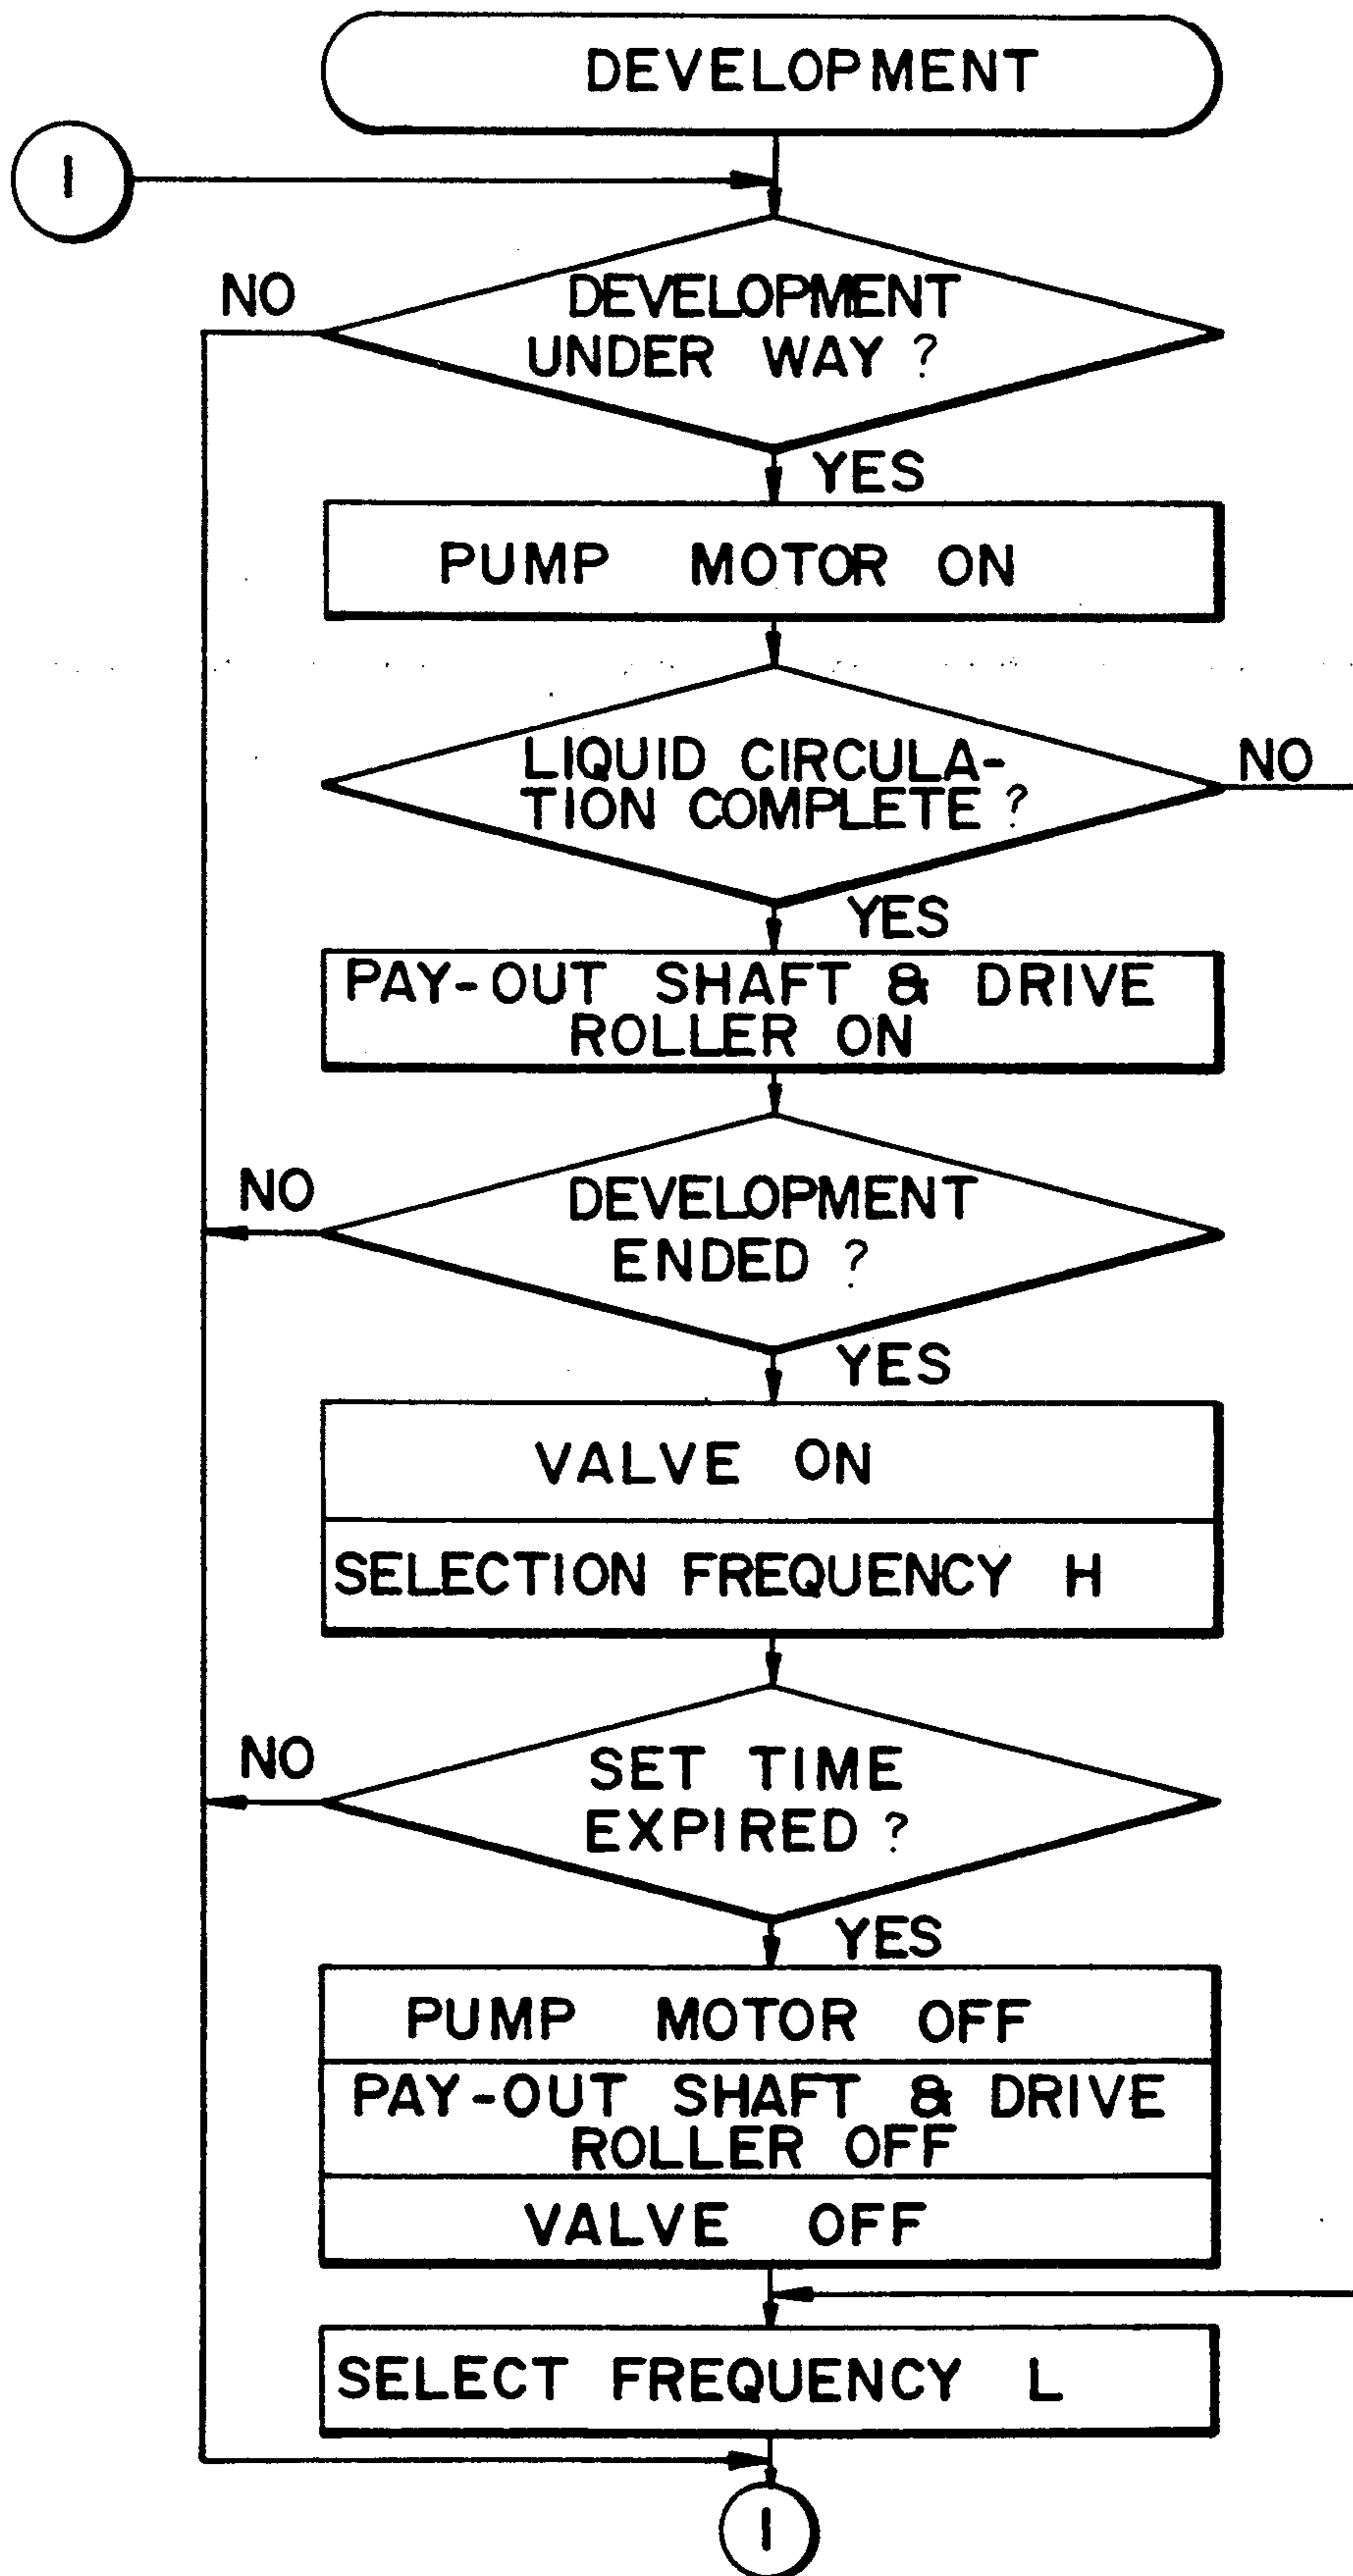 DEVELOPMENT
I
NO
DEVELOPMENT
UNDER WAY ?
YES
PUMP MOTOR ON
LIQUID CIRCULA-
TION COMPLETE ?
NO
YES
PAY-OUT SHAFT & DRIVE
ROLLER ON
NO
DEVELOPMENT
ENDED ?
YES
VALVE ON
SELECTION FREQUENCY H
NO
SET TIME
EXPIRED ?
YES
PUMP MOTOR OFF
PAY-OUT SHAFT & DRIVE
ROLLER OFF
VALVE OFF
SELECT FREQUENCY L
I